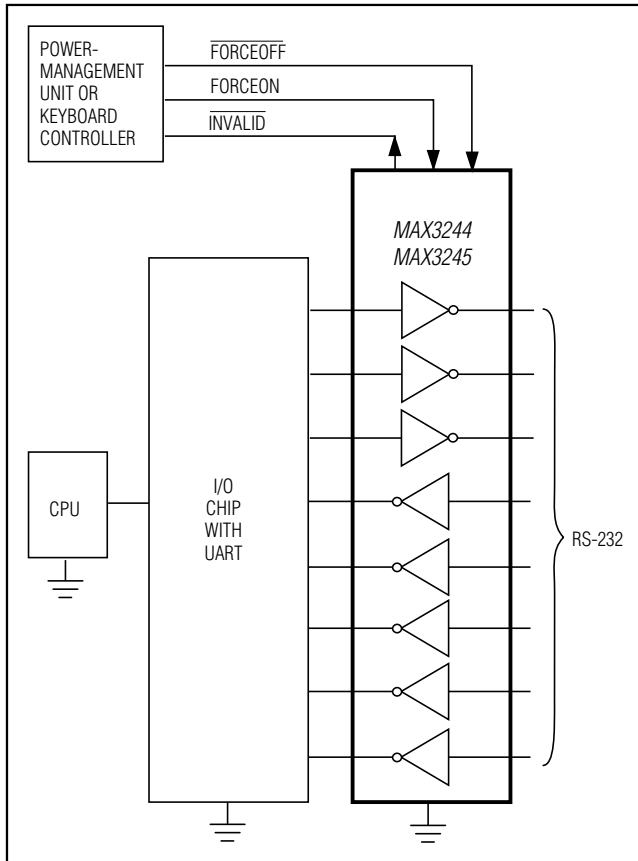 POWER-
MANAGEMENT
UNIT OR
KEYBOARD
CONTROLLER
FORCEOFF
FORCEON
INVALID
MAX3244
MAX3245
CPU
I/O
CHIP
WITH
UART
RS-232